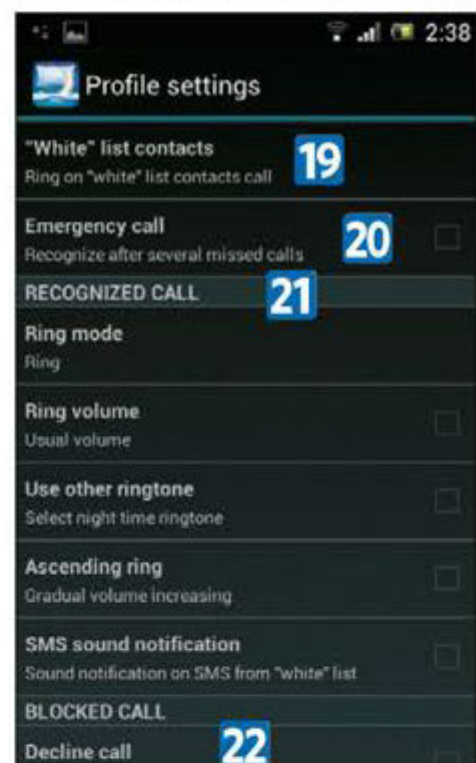 2:38
Profile settings
"White" list contacts
Ring on "white" list contacts call
19
Emergency call
Recognize after several missed calls
20
RECOGNIZED CALL
21
Ring mode
Ring
Ring volume
Usual volume
Use other ringtone
Select night time ringtone
Ascending ring
Gradual volume increasing
SMS sound notification
Sound notification on SMS from "white" list
BLOCKED CALL
22
Decline call